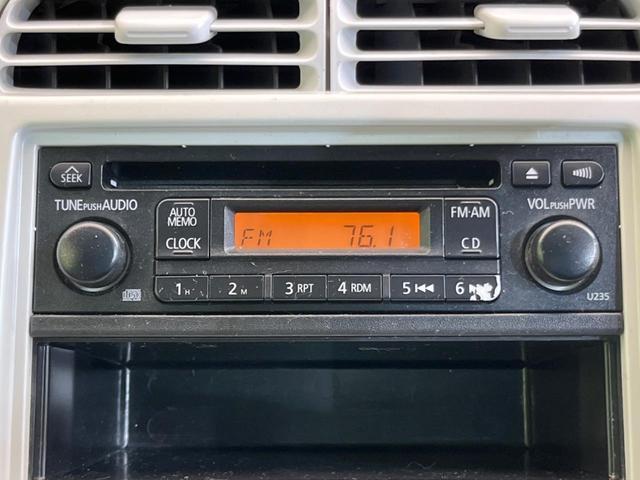 SEEK
TUNE PUSH AUDIO
AUTO
MEMO
CLOCK
FM 76.1
FM·AM
CD
VOL PUSH PWR
1 H
2 M
3 RPT
4 RDM
5
6
U235